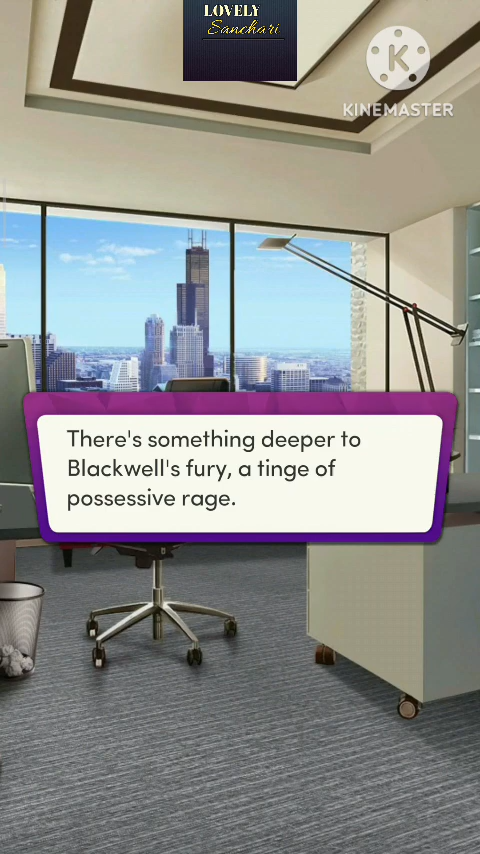 LOVELY
Sanchari
KINEMASTER
There's something deeper to
Blackwell's fury, a tinge of
possessive rage.